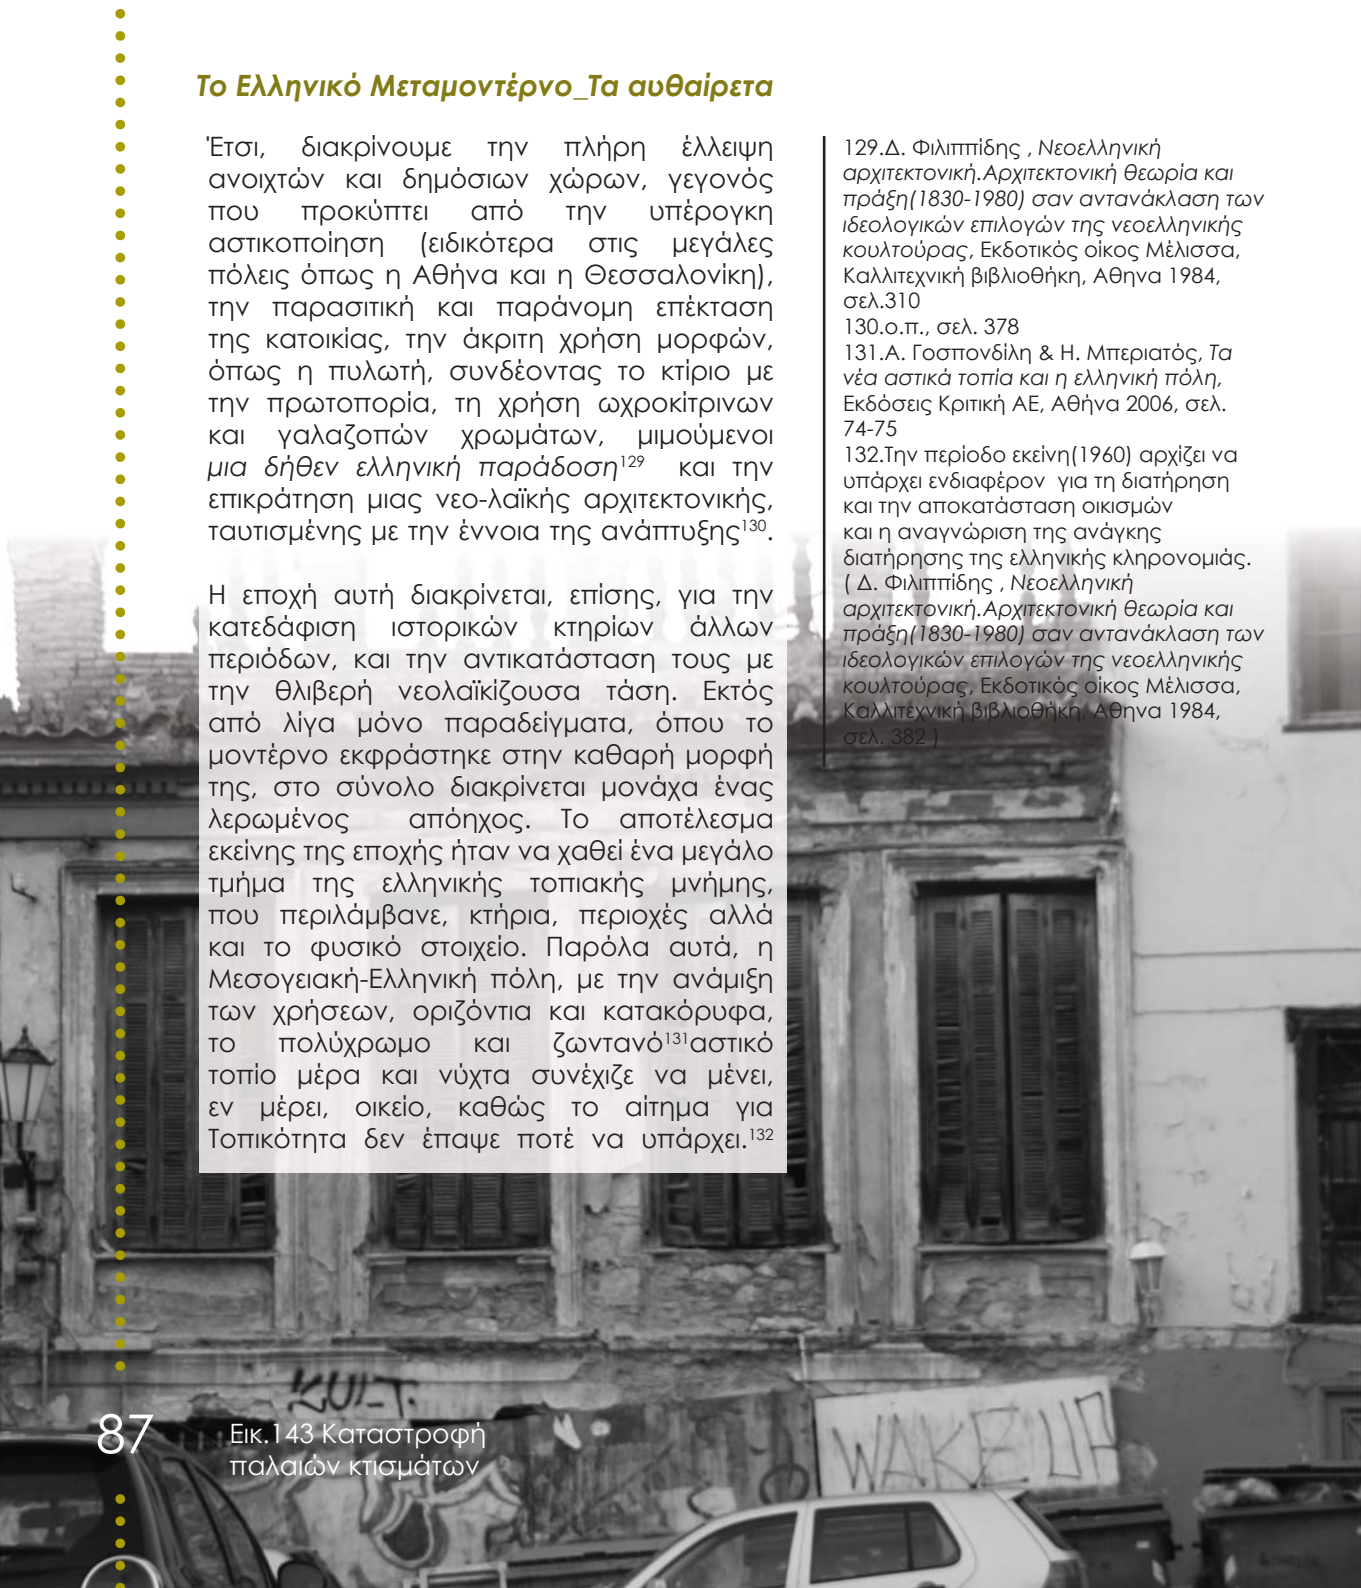 Το Ελληνικό Μεταμοντέρνο_Τα αυθαίρετα
Έτσι, διακρίνουμε την πλήρη έλλειψη
ανοιχτών και δημόσιων χώρων, γεγονός
που προκύπτει από την υπέρογκη
αστικοποίηση (ειδικότερα στις μεγάλες
πόλεις όπως η Αθήνα και η Θεσσαλονίκη),
την παρασιτική και παράνομη επέκταση
της κατοικίας, την άκριτη χρήση μορφών,
όπως η πυλωτή, συνδέοντας το κτίριο με
την πρωτοπορία, τη χρήση ωχροκίτρινων
και γαλαζοπών χρωμάτων, μιμούμενοι
μια δήθεν ελληνική παράδοση¹²⁹ και την
επικράτηση μιας νεο-λαϊκής αρχιτεκτονικής,
ταυτισμένης με την έννοια της ανάπτυξης¹³⁰.
Η εποχή αυτή διακρίνεται, επίσης, για την
κατεδάφιση ιστορικών κτηρίων άλλων
περιόδων, και την αντικατάσταση τους με
την θλιβερή νεολαϊκίζουσα τάση. Εκτός
από λίγα μόνο παραδείγματα, όπου το
μοντέρνο εκφράστηκε στην καθαρή μορφή
της, στο σύνολο διακρίνεται μονάχα ένας
λερωμένος απόηχος. Το αποτέλεσμα
εκείνης της εποχής ήταν να χαθεί ένα μεγάλο
τμήμα της ελληνικής τοπιακής μνήμης,
που περιλάμβανε, κτήρια, περιοχές αλλά
και το φυσικό στοιχείο. Παρόλα αυτά, η
Μεσογειακή-Ελληνική πόλη, με την ανάμιξη
των χρήσεων, οριζόντια και κατακόρυφα,
το πολύχρωμο και ζωντανό¹³¹αστικό
τοπίο μέρα και νύχτα συνέχιζε να μένει,
εν μέρει, οικείο, καθώς το αίτημα για
Τοπικότητα δεν έπαψε ποτέ να υπάρχει.¹³²
129.Δ. Φιλιππίδης , Νεοελληνική
αρχιτεκτονική.Αρχιτεκτονική θεωρία και
πράξη(1830-1980) σαν αντανάκλαση των
ιδεολογικών επιλογών της νεοελληνικής
κουλτούρας, Εκδοτικός οίκος Μέλισσα,
Καλλιτεχνική βιβλιοθήκη, Αθηνα 1984,
σελ.310
130.ο.π., σελ. 378
131.Α. Γοσπονδίλη & Η. Μπεριατός, Τα
νέα αστικά τοπία και η ελληνική πόλη,
Εκδόσεις Κριτική ΑΕ, Αθήνα 2006, σελ.
74-75
132.Την περίοδο εκείνη(1960) αρχίζει να
υπάρχει ενδιαφέρον για τη διατήρηση
και την αποκατάσταση οικισμών
και η αναγνώριση της ανάγκης
διατήρησης της ελληνικής κληρονομιάς.
( Δ. Φιλιππίδης , Νεοελληνική
αρχιτεκτονική.Αρχιτεκτονική θεωρία και
πράξη(1830-1980) σαν αντανάκλαση των
ιδεολογικών επιλογών της νεοελληνικής
κουλτούρας, Εκδοτικός οίκος Μέλισσα,
Καλλιτεχνική βιβλιοθήκη, Αθηνα 1984,
σελ. 382 )
WAKE UP
87
Εικ.143 Καταστροφή
παλαιών κτισμάτων